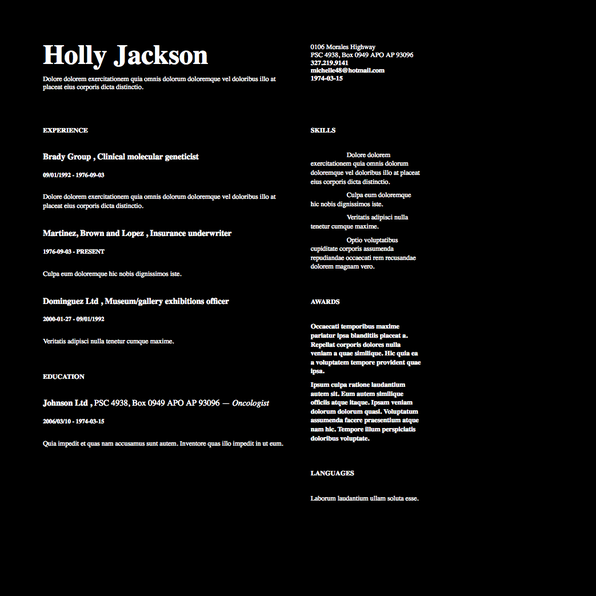 Holly Jackson
Dolore dolorem exercitationem quia omnis dolorum doloremque vel doloribus illo at
placeat eius corporis dicta distinctio.
0106 Morales Highway
PSC 4938, Box 0949 APO AP 93096
327.219.9141
michelle48@hotmail.com
1974-03-15
EXPERIENCE
Brady Group , Clinical molecular geneticist
09/01/1992 - 1976-09-03
Dolore dolorem exercitationem quia omnis dolorum doloremque vel doloribus illo at
placeat eius corporis dicta distinctio.
Martinez, Brown and Lopez , Insurance underwriter
1976-09-03 - PRESENT
Culpa eum doloremque hic nobis dignissimos iste.
Dominguez Ltd , Museum/gallery exhibitions officer
2000-01-27 - 09/01/1992
Veritatis adipisci nulla tenetur cumque maxime.
EDUCATION
Johnson Ltd , PSC 4938, Box 0949 APO AP 93096 — Oncologist
2006/03/10 - 1974-03-15
Quia impedit et quas nam accusamus sunt autem. Inventore quas illo impedit in ut eum.
SKILLS
Dolore dolorem
exercitationem quia omnis dolorum
doloremque vel doloribus illo at placeat
eius corporis dicta distinctio.
Culpa eum doloremque
hic nobis dignissimos iste.
Veritatis adipisci nulla
tenetur cumque maxime.
Optio voluptatibus
cupiditate corporis assumenda
repudiandae occaecati rem recusandae
dolorem magnam vero.
AWARDS
Occaecati temporibus maxime
pariatur ipsa blanditiis placeat a.
Repellat corporis dolores nulla
veniam a quae similique. Hic quia ea
a voluptatem tempore provident quae
ipsa.
Ipsum culpa ratione laudantium
autem sit. Eum autem similique
officiis atque itaque. Ipsam veniam
dolorum dolorum quasi. Voluptatum
assumenda facere praesentium atque
nam hic. Tempore illum perspiciatis
doloribus voluptate.
LANGUAGES
Laborum laudantium ullam soluta esse.